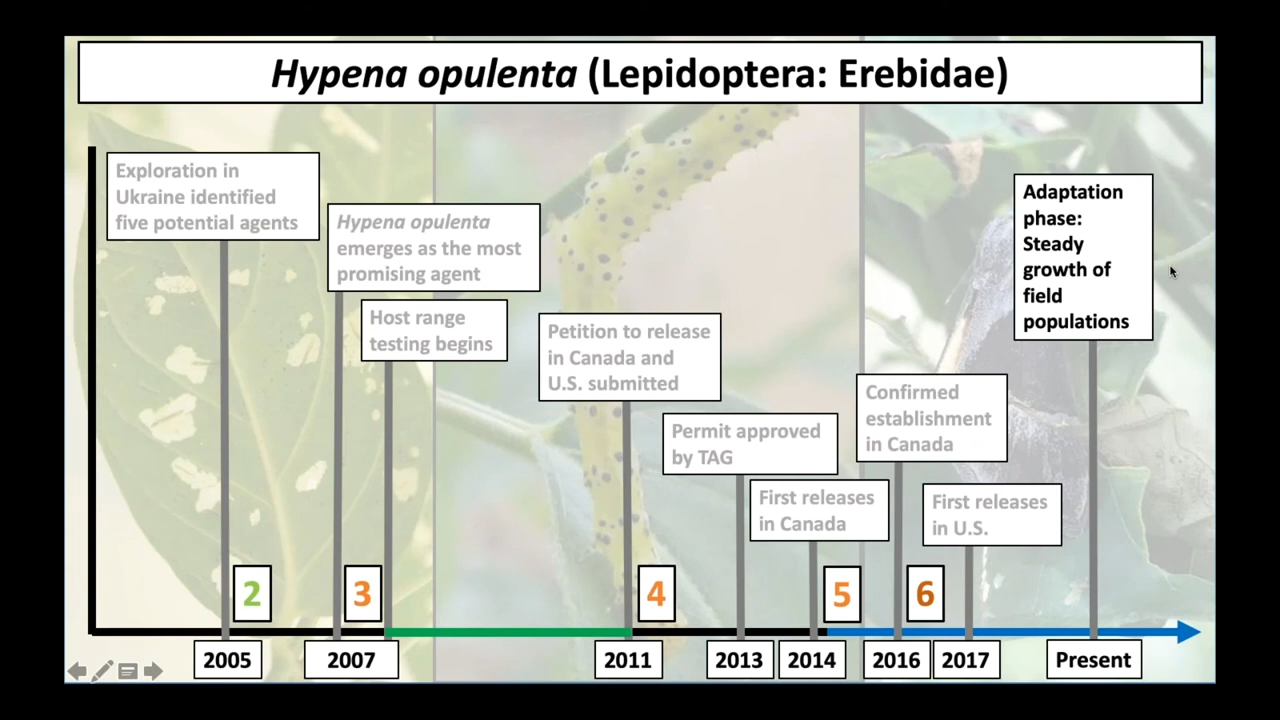 Hypena opulenta (Lepidoptera: Erebidae)
Exploration in
Ukraine identified
five potential agents
Hypena opulenta
emerges as the most
promising agent
Host range
testing begins
Petition to release
in Canada and
U.S. submitted
Permit approved
by TAG
First releases
in Canada
Confirmed
establishment
in Canada
First releases
in U.S.
Adaptation
phase:
Steady
growth of
field
populations
2
3
4
5
6
2005
2007
2011
2013
2014
2016
2017
Present